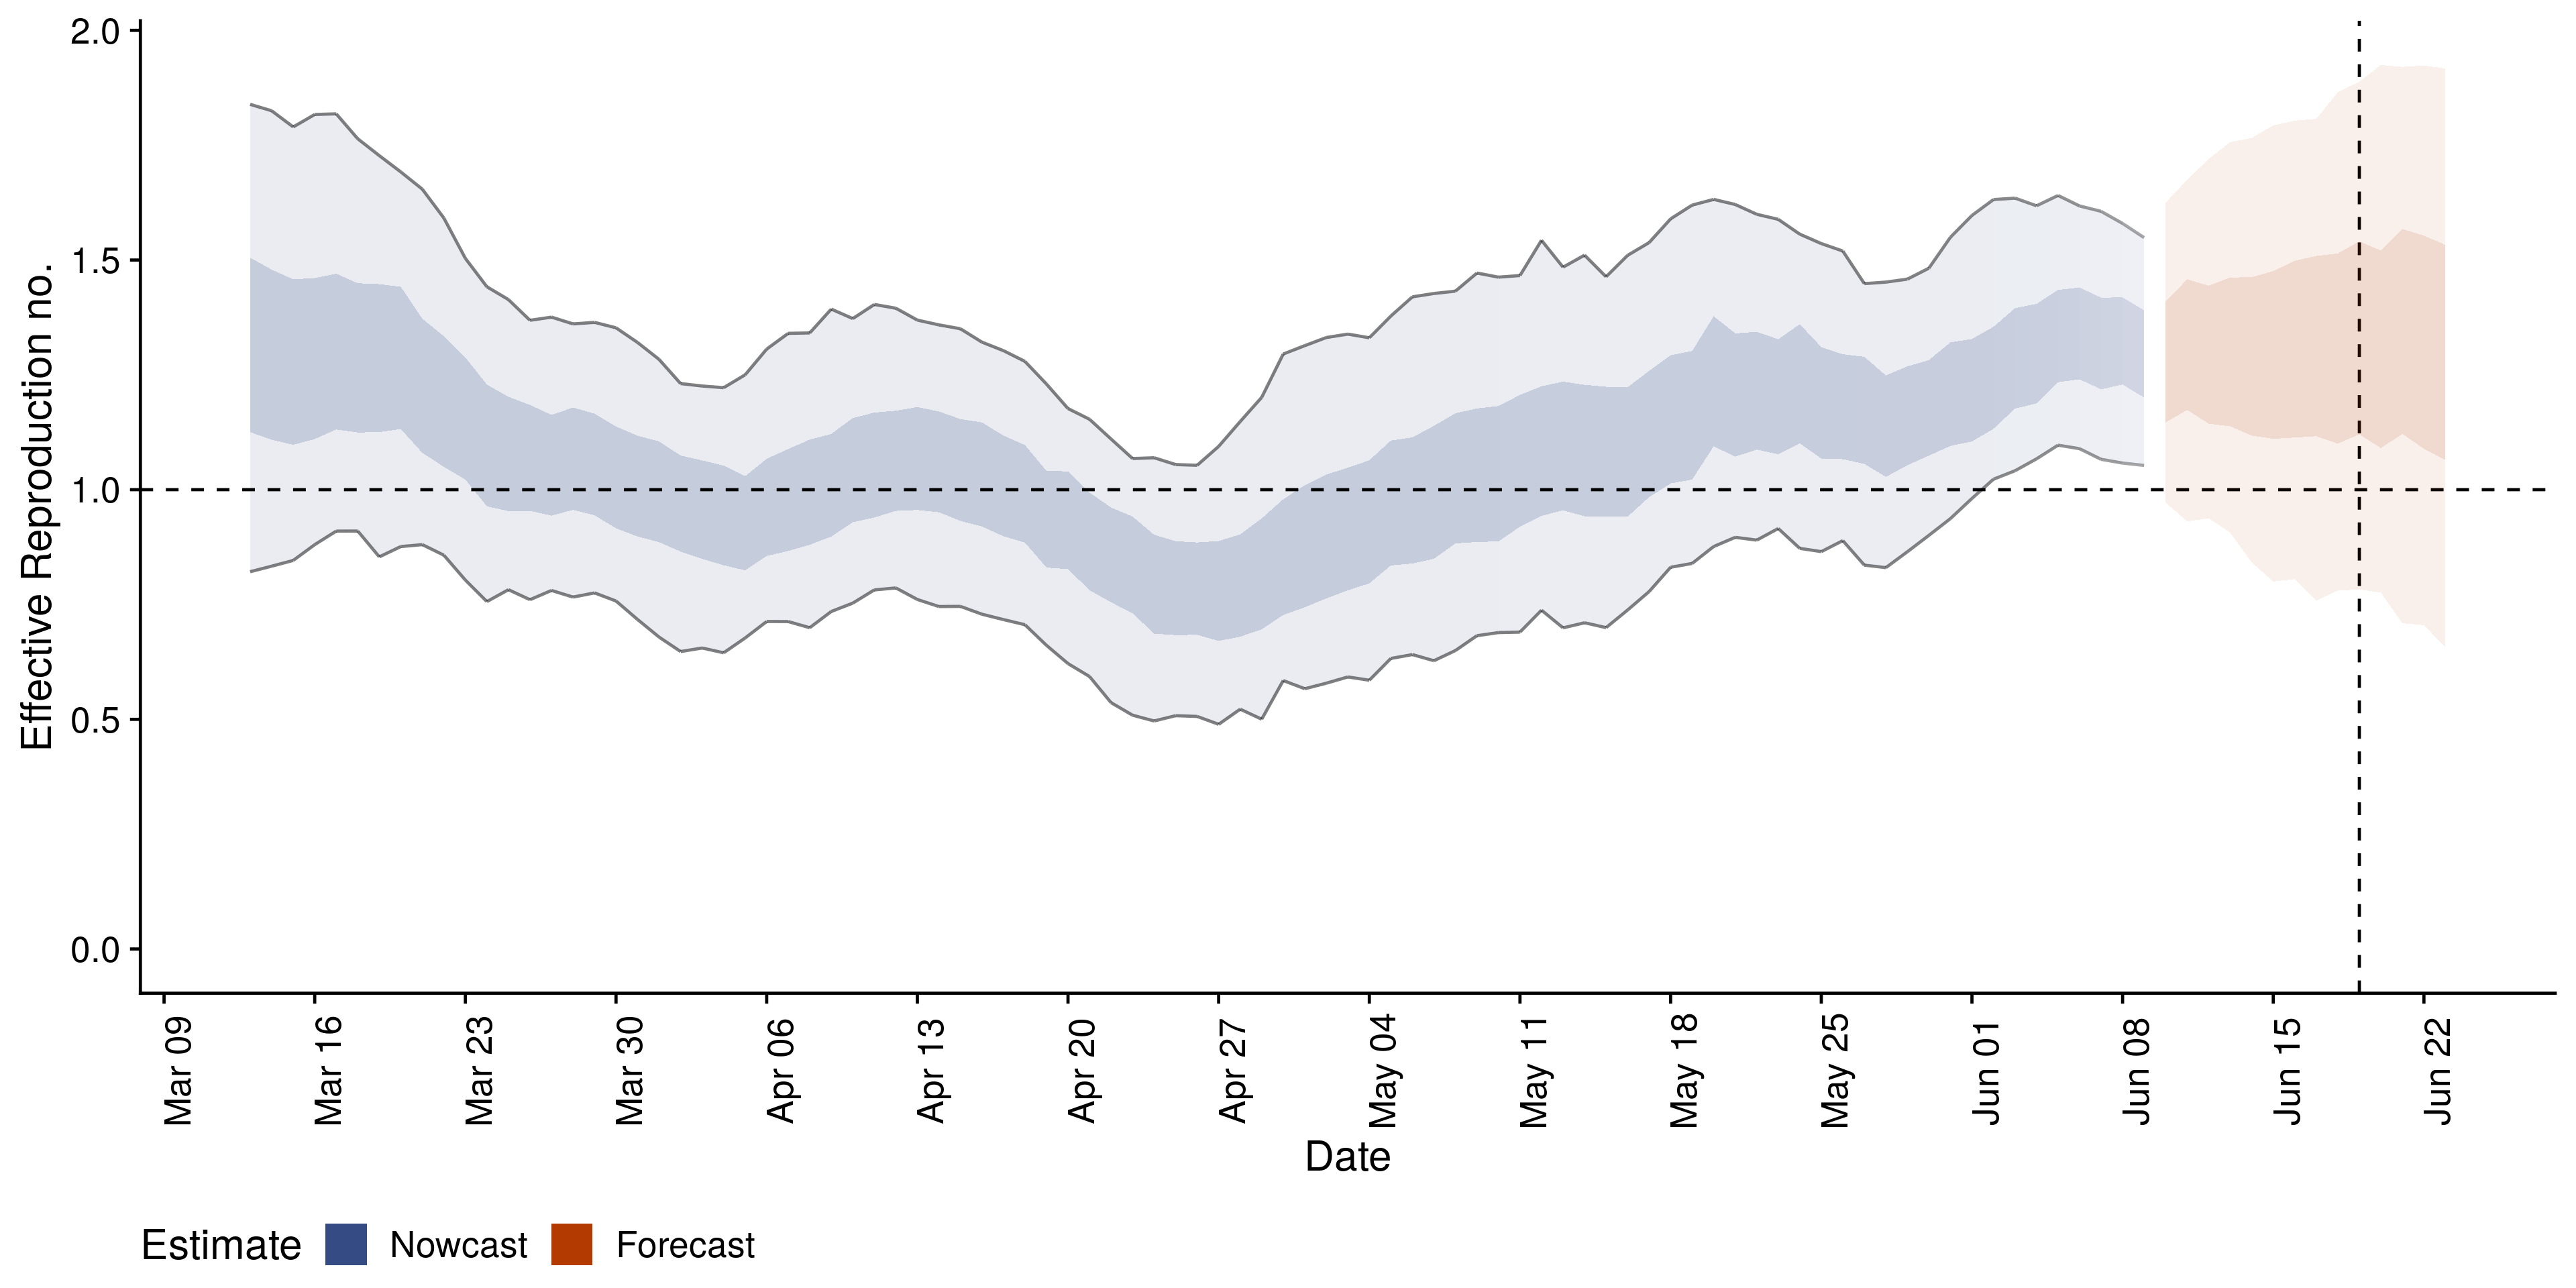 Effective Reproduction no.
2.0
1.5
1.0
0.5
0.0
Mar 09
Mar 16
Mar 23
Mar 30
Apr 06
Apr 13
Apr 20
Apr 27
May 04
May 11
May 18
May 25
Jun 01
Jun 08
Jun 15
Jun 22
Date
Estimate Nowcast Forecast